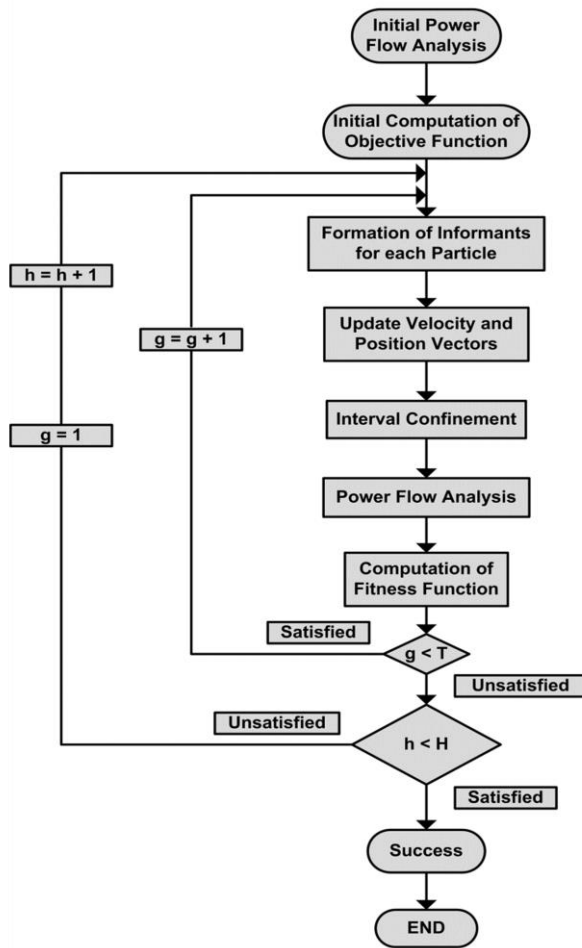 Initial Power
Flow Analysis
Initial Computation of
Objective Function
Formation of Informants
for each Particle
h = h + 1
Update Velocity and
Position Vectors
g = g + 1
Interval Confinement
g = 1
Power Flow Analysis
Computation of
Fitness Function
Satisfied
g < T
Unsatisfied
Unsatisfied
h < H
Satisfied
Success
END